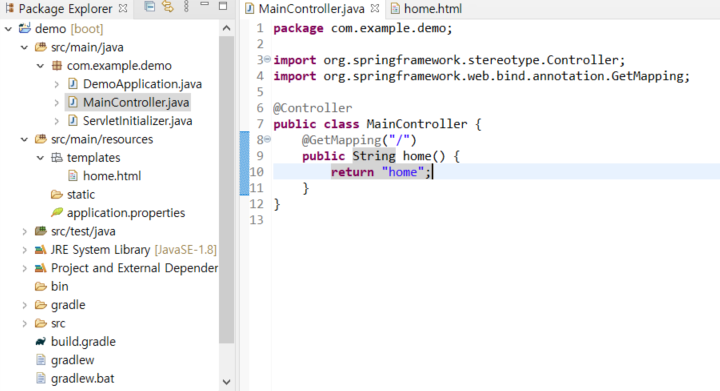 Package Explorer
demo [boot]
src/main/java
com.example.demo
DemoApplication.java
MainController.java
ServletInitializer.java
src/main/resources
templates
home.html
static
application.properties
src/test/java
JRE System Library [JavaSE-1.8]
Project and External Depender
bin
gradle
src
build.gradle
gradlew
gradlew.bat
MainController.java
home.html
1 package com.example.demo;
2
3 import org.springframework.stereotype.Controller;
4 import org.springframework.web.bind.annotation.GetMapping;
5
6 @Controller
7 public class MainController {
8 @GetMapping("/")
9 public String home() {
10 return "home";
11 }
12 }
13